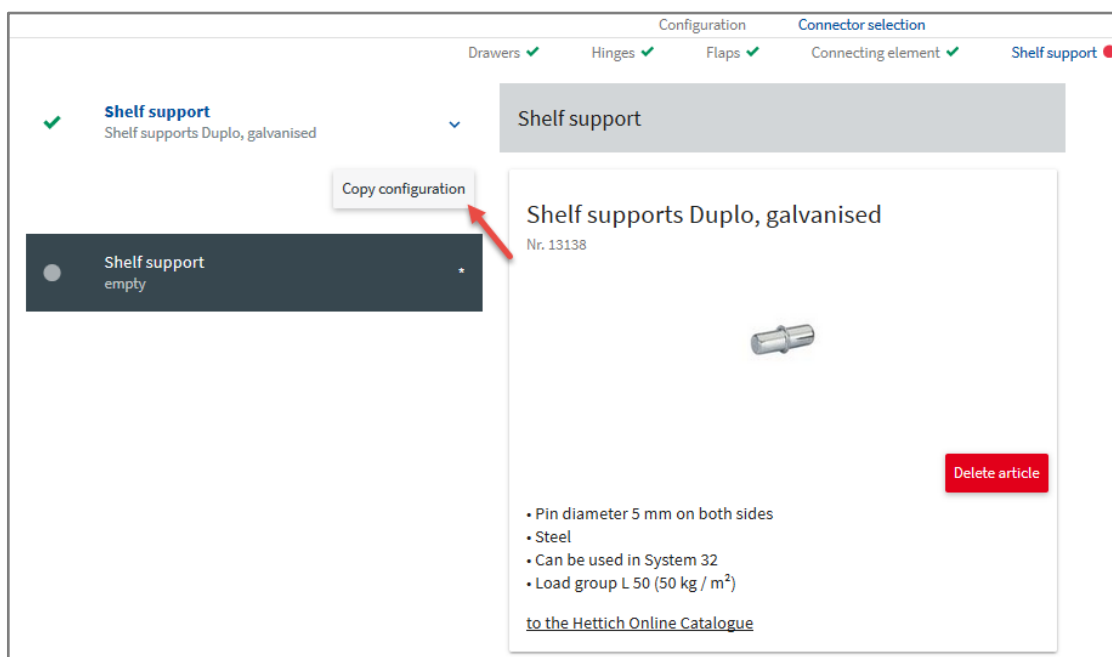 Configuration Connector selection
Drawers Hinges Flaps Connecting element Shelf support
Shelf support
Shelf supports Duplo, galvanised
Copy configuration
Shelf support
empty
*
Shelf support
Shelf supports Duplo, galvanised
Nr. 13138
Delete article
• Pin diameter 5 mm on both sides
• Steel
• Can be used in System 32
• Load group L 50 (50 kg / m²)
to the Hettich Online Catalogue